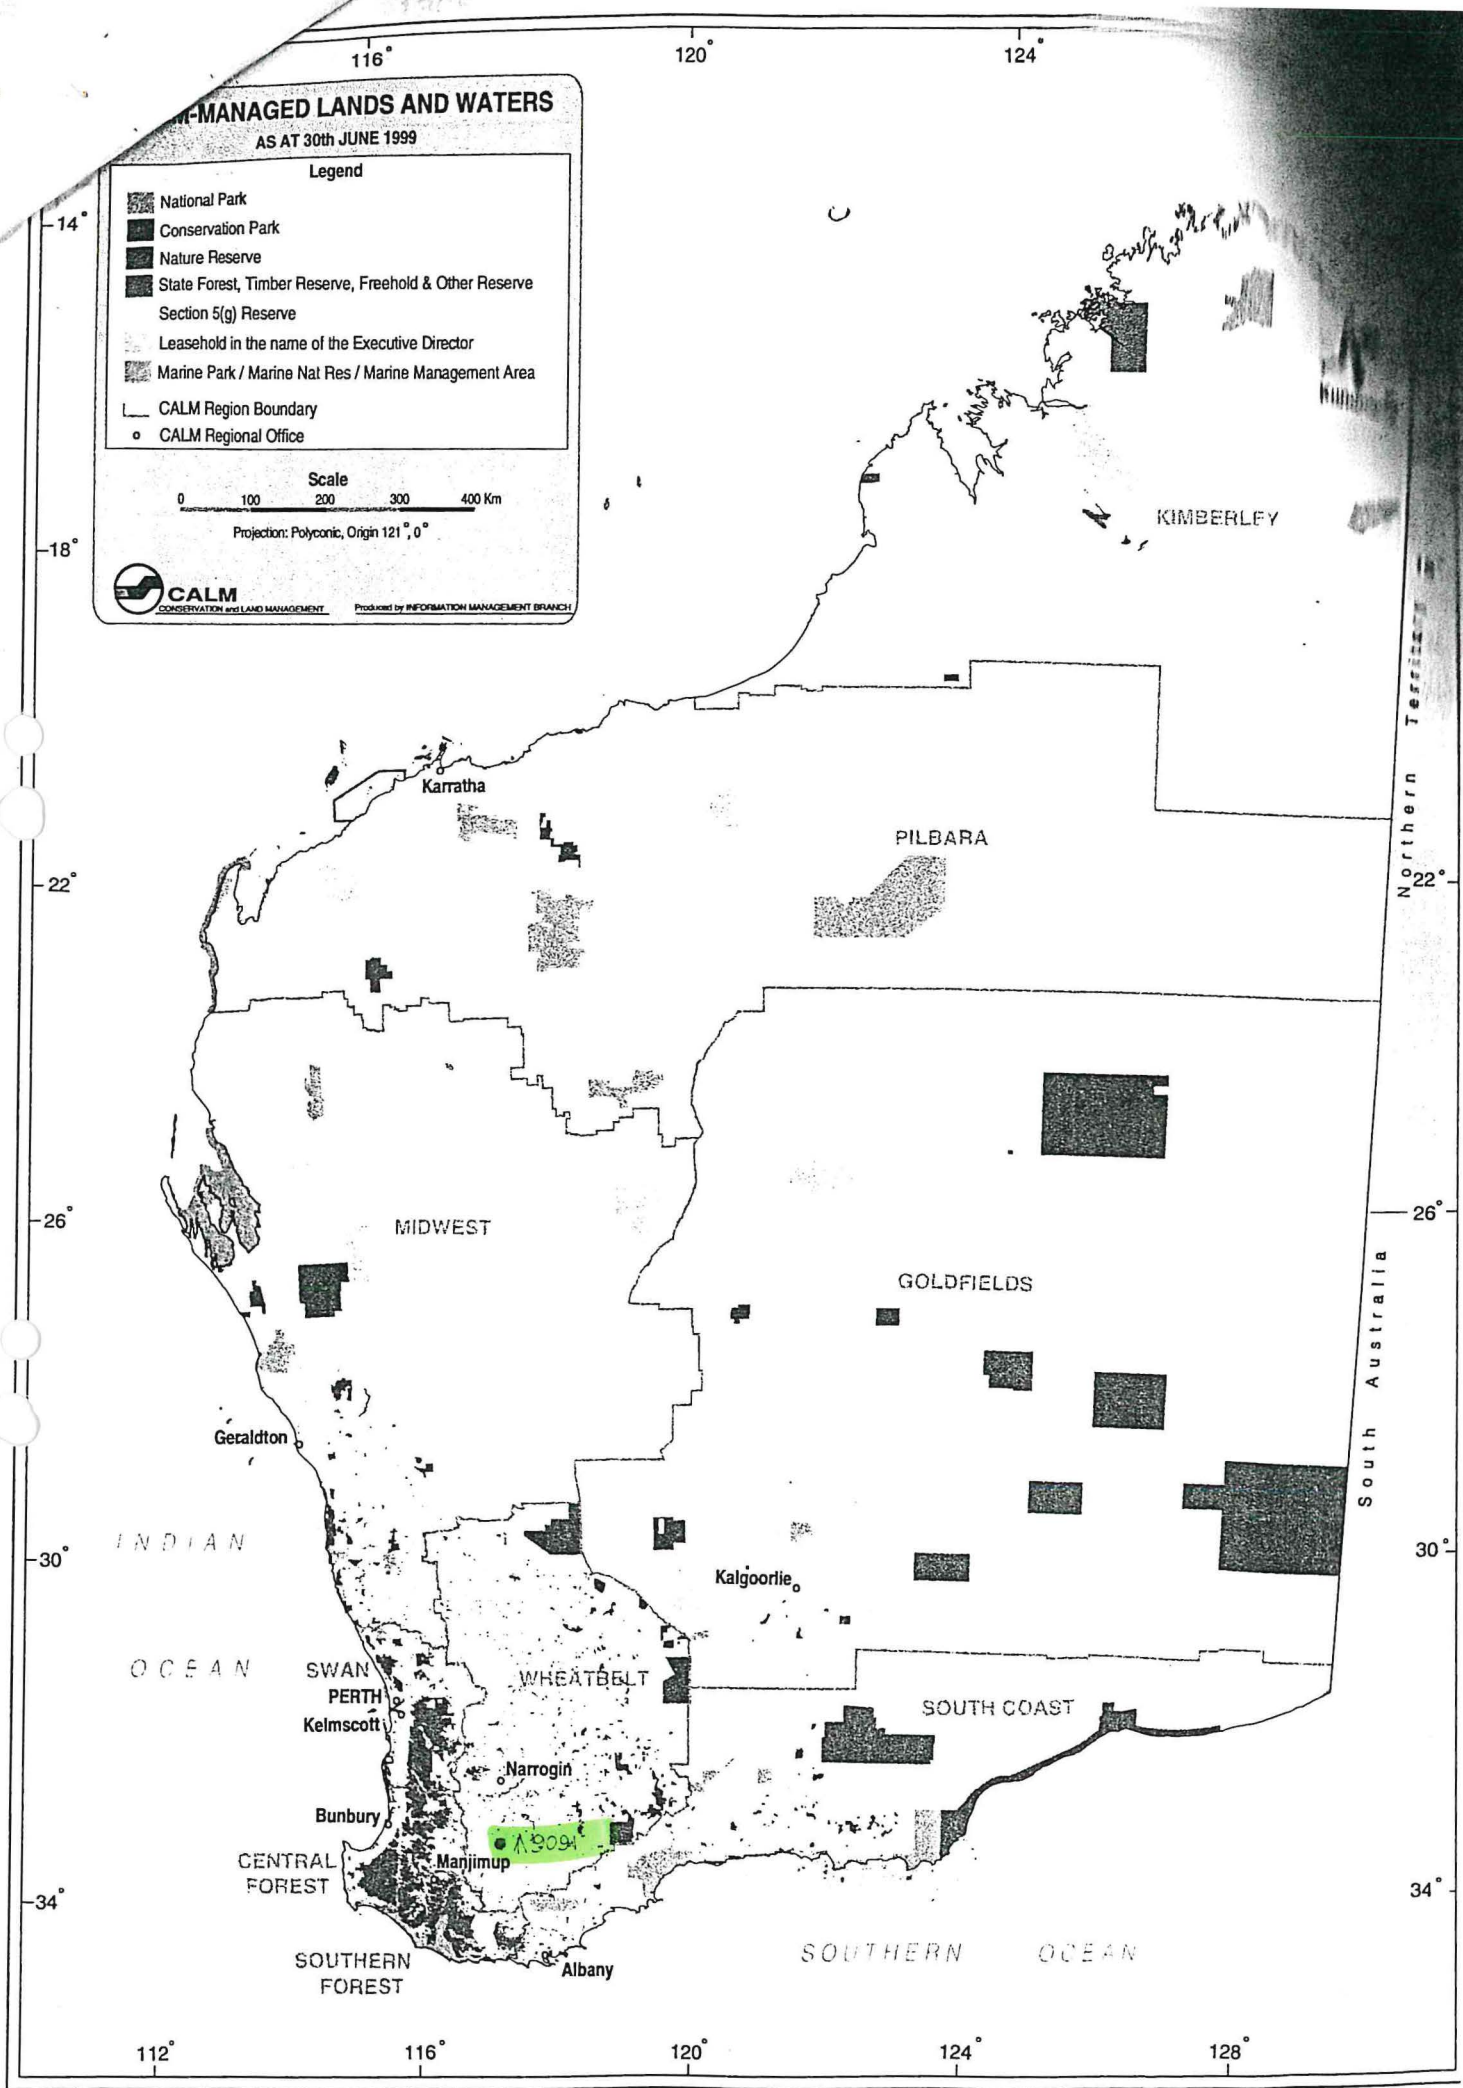 116° 120° 124°
M-MANAGED LANDS AND WATERS
AS AT 30th JUNE 1999
Legend
National Park
Conservation Park
Nature Reserve
State Forest, Timber Reserve, Freehold & Other Reserve
Section 5(g) Reserve
Leasehold in the name of the Executive Director
Marine Park / Marine Nat Res / Marine Management Area
CALM Region Boundary
CALM Regional Office
Scale
0 100 200 300 400 Km
Projection: Polyconic, Origin 121°, 0°
CALM
CONSERVATION and LAND MANAGEMENT Produced by INFORMATION MANAGEMENT BRANCH
14°
18°
KIMBERLEY
Northern Territory
Karratha
PILBARA
22° 22°
26° 26°
MIDWEST
GOLDFIELDS
South Australia
Geraldton
INDIAN
30° 30°
Kalgoorlie
OCEAN
SWAN
WHEATBELT
PERTH
SOUTH COAST
Kelmscott
Narrogin
Bunbury
CENTRAL
FOREST
Manjimup
34° 34°
SOUTHERN OCEAN
SOUTHERN
FOREST
Albany
112° 116° 120° 124° 128°